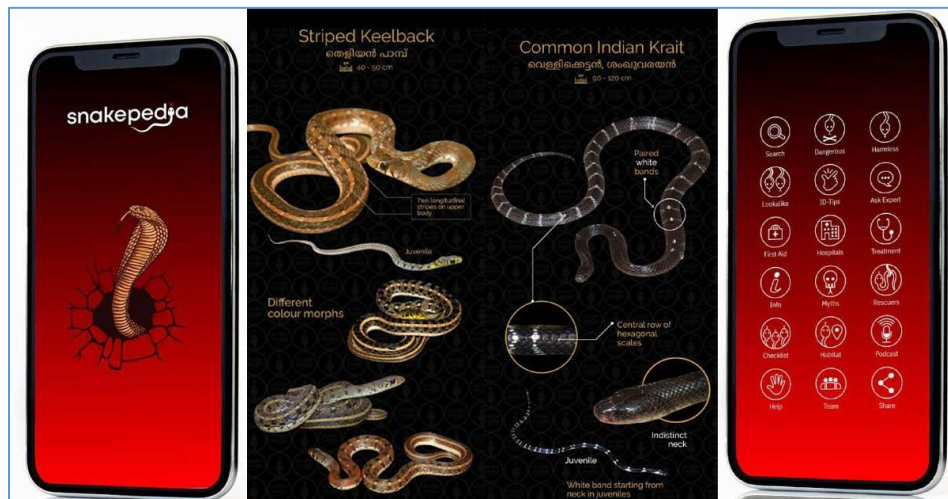 snakepedia
Striped Keelback
തെളിയൻ പാമ്പ്
40 - 50 cm
Two longitudinal
stripes on upper
body
Juvenile
Different
colour morphs
Common Indian Krait
വെള്ളിക്കെട്ടൻ, ശംഖുവരയൻ
90 - 120 cm
Paired
white
bands
Central row of
hexagonal
scales
Indistinct
neck
Juvenile
White band starting from
neck in juveniles
Search
Dangerous
Harmless
Lookalike
ID-Tips
Ask Expert
First Aid
Hospitals
Treatment
Info
Myths
Rescuers
Checklist
Habitat
Podcast
Help
Team
Share